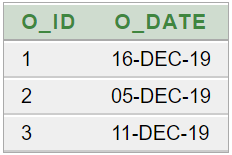 O_ID O_DATE
1 16-DEC-19
2 05-DEC-19
3 11-DEC-19